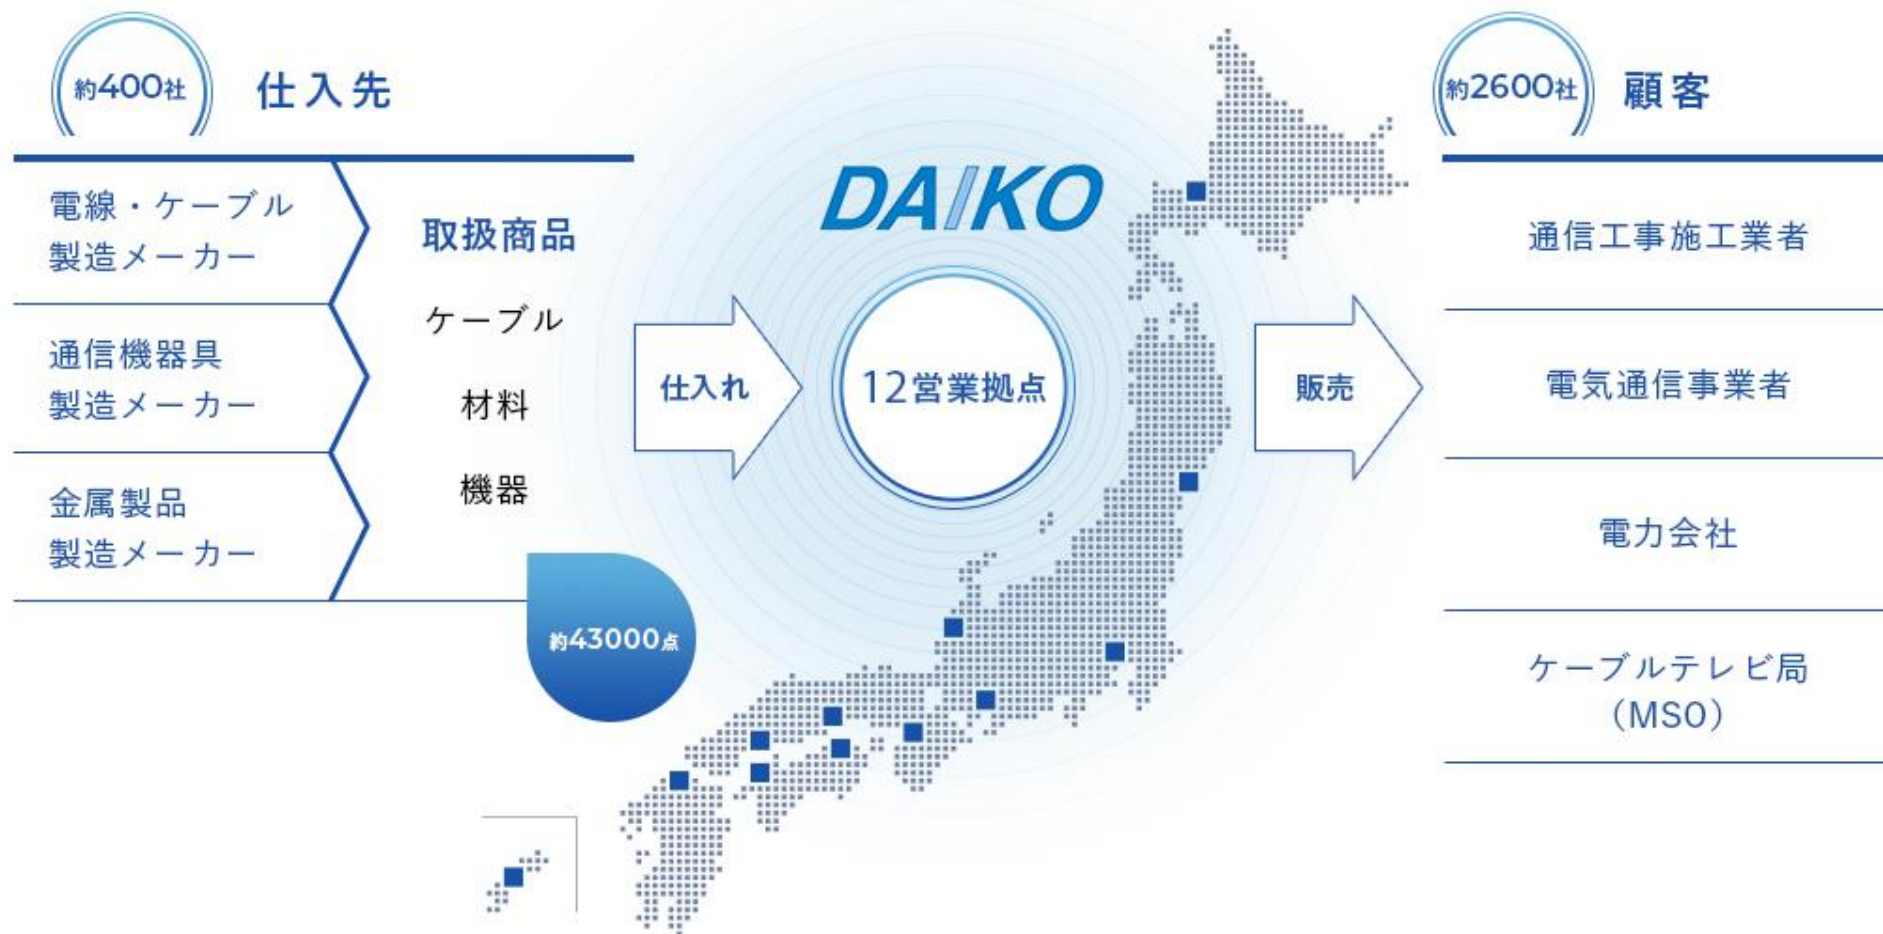 約400社
仕入先
電線・ケーブル
製造メーカー
通信機器具
製造メーカー
金属製品
製造メーカー
取扱商品
ケーブル
材料
機器
約43000点
仕入れ
DAIKO
12営業拠点
販売
約2600社
顧客
通信工事施工業者
電気通信事業者
電力会社
ケーブルテレビ局
（MSO）